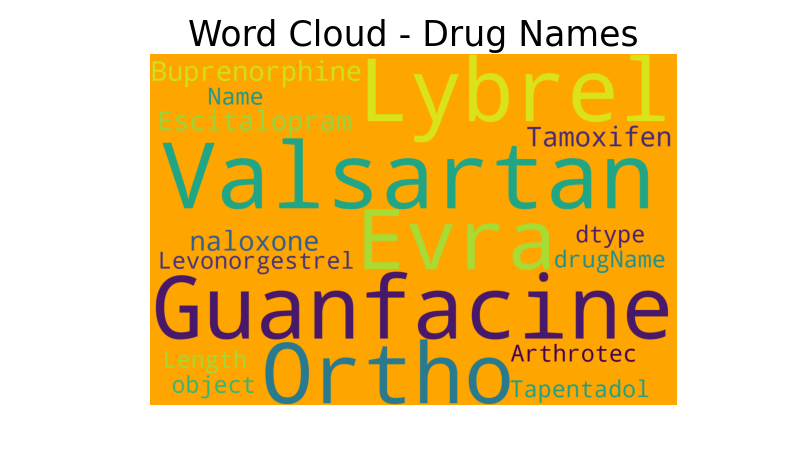 Word Cloud - Drug Names
Buprenorphine
Lybrel
Name
Escitalopram
Tamoxifen
Valsartan
Evra
naloxone
dtype
Levonorgestrel
drugName
Guanfacine
Ortho
Arthrotec
Length
object
Tapentadol